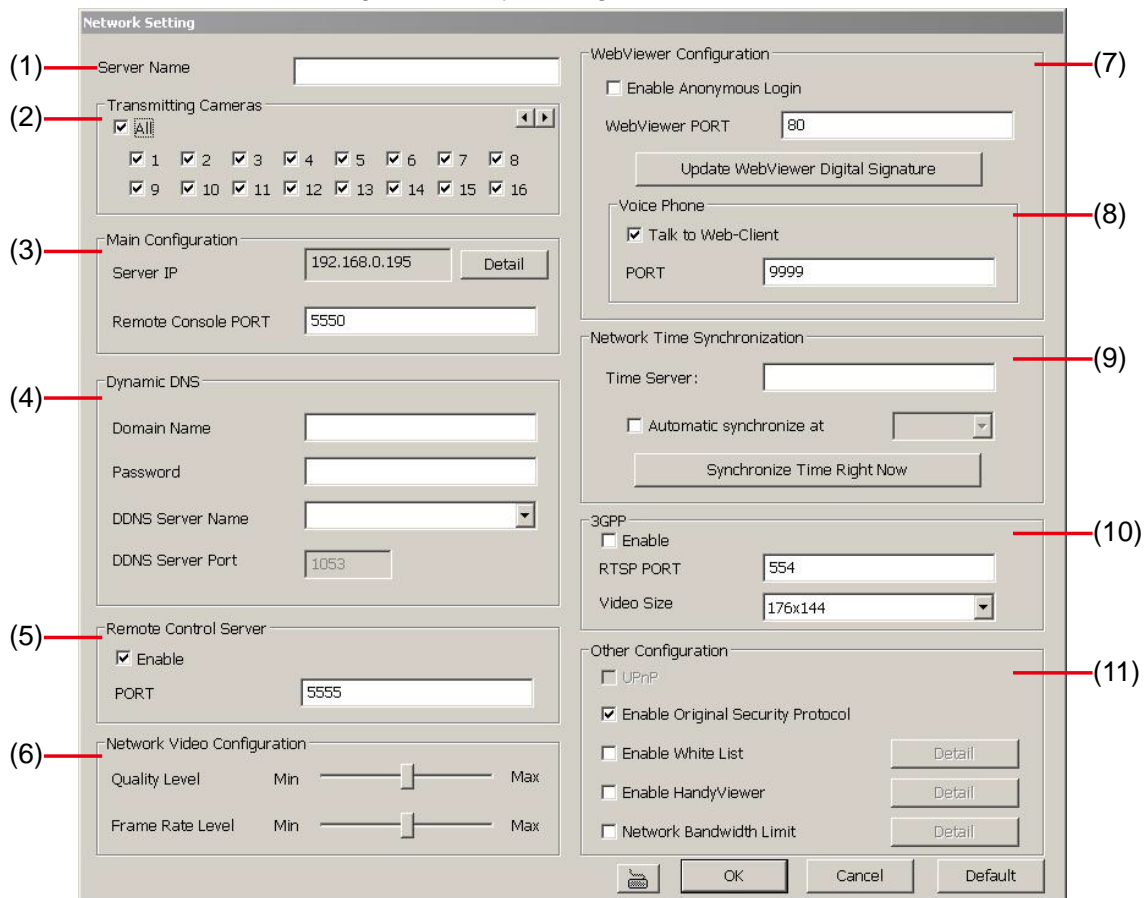 Network Setting
(1)
Server Name
(2)
Transmitting Cameras
All
1 2 3 4 5 6 7 8
9 10 11 12 13 14 15 16
(3)
Main Configuration
Server IP 192.168.0.195 Detail
Remote Console PORT 5550
(4)
Dynamic DNS
Domain Name
Password
DDNS Server Name
DDNS Server Port 1053
(5)
Remote Control Server
Enable
PORT 5555
(6)
Network Video Configuration
Quality Level Min Max
Frame Rate Level Min Max
WebViewer Configuration
(7)
Enable Anonymous Login
WebViewer PORT 80
Update WebViewer Digital Signature
Voice Phone
(8)
Talk to Web-Client
PORT 9999
Network Time Synchronization
(9)
Time Server:
Automatic synchronize at
Synchronize Time Right Now
3GPP
(10)
Enable
RTSP PORT 554
Video Size 176x144
Other Configuration
(11)
UPnP
Enable Original Security Protocol
Enable White List Detail
Enable HandyViewer Detail
Network Bandwidth Limit Detail
OK Cancel Default